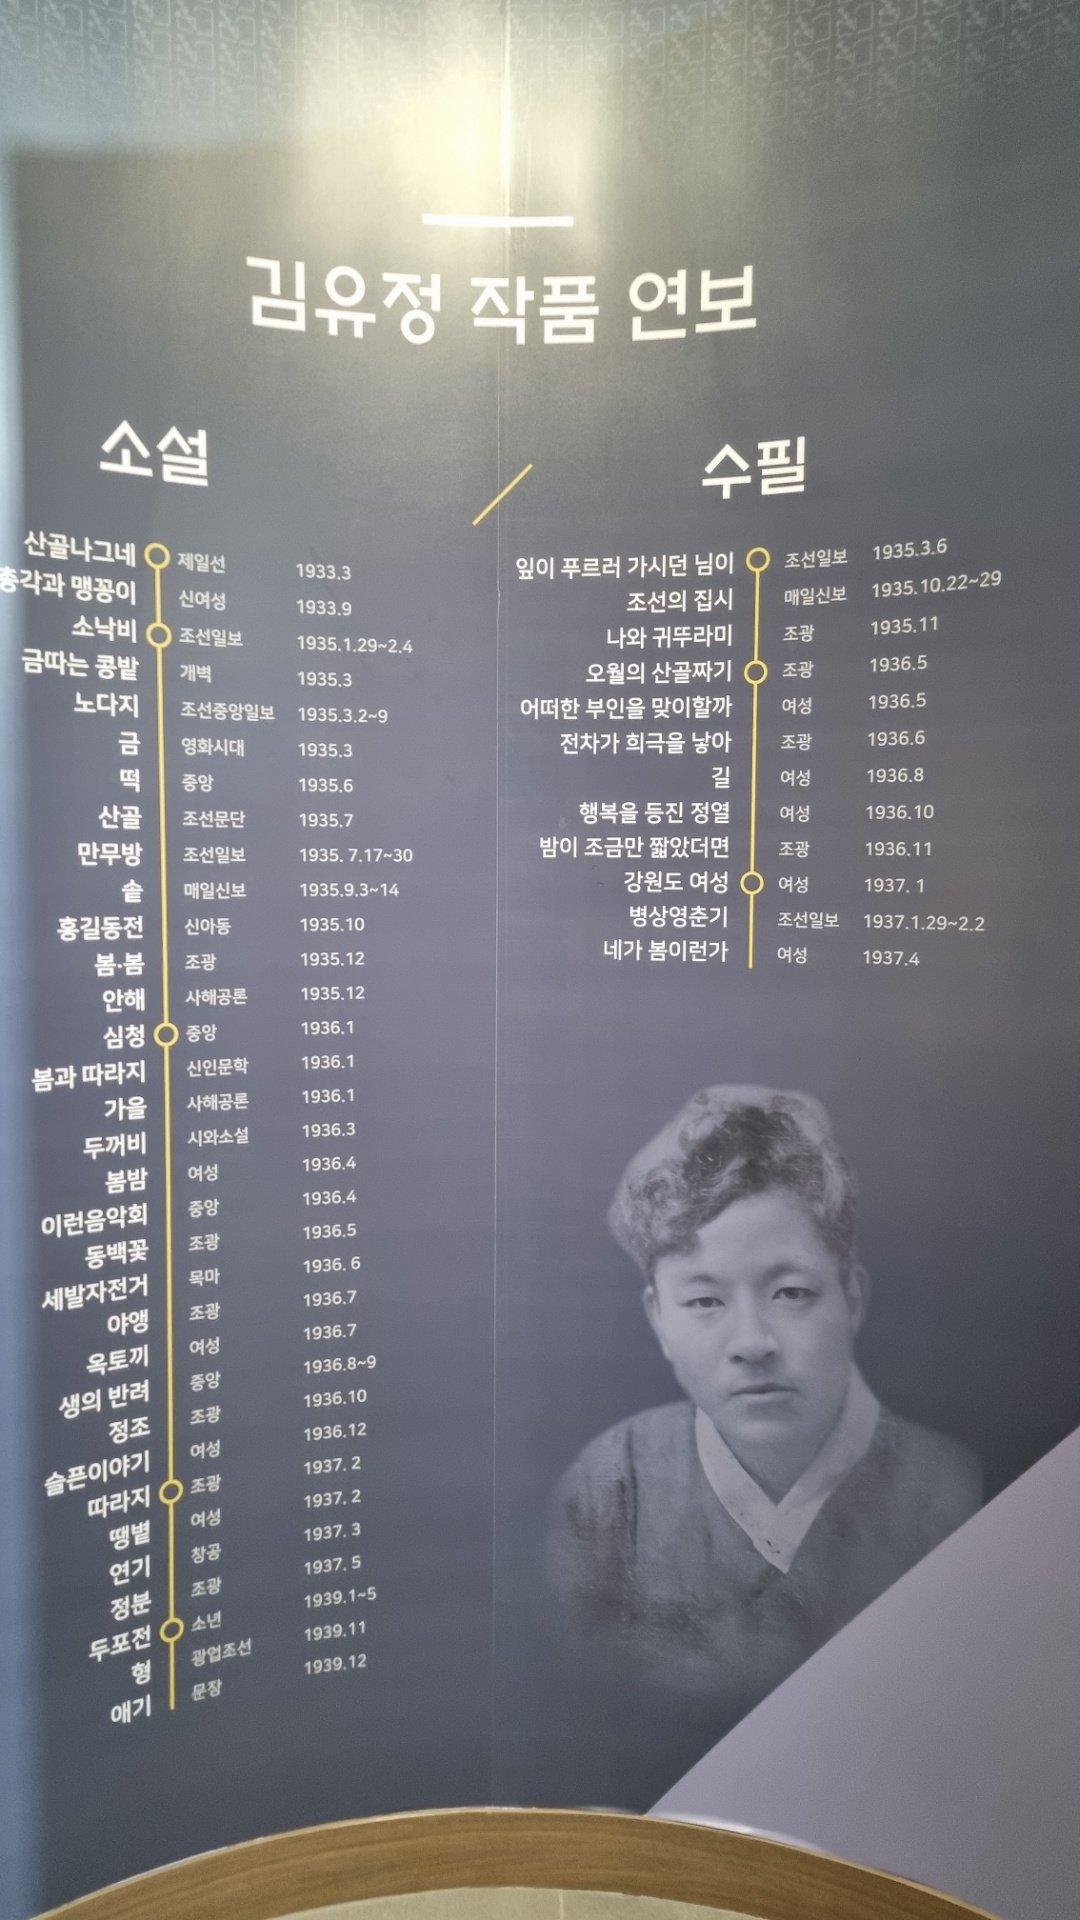 김유정 작품 연보
소설
산골나그네 제일선 1933.3
총각과 맹꽁이 신여성 1933.9
소낙비 조선일보 1935.1.29~2.4
금따는 콩밭 개벽 1935.3
노다지 조선중앙일보 1935.3.2~9
금 영화시대 1935.3
떡 중앙 1935.6
산골 조선문단 1935.7
만무방 조선일보 1935. 7.17~30
솥 매일신보 1935.9.3~14
홍길동전 신아동 1935.10
봄·봄 조광 1935.12
안해 사해공론 1935.12
심청 중앙 1936.1
봄과 따라지 신인문학 1936.1
가을 사해공론 1936.1
두꺼비 시와소설 1936.3
봄밤 여성 1936.4
이런음악회 중앙 1936.4
동백꽃 조광 1936.5
세발자전거 목마 1936. 6
야앵 조광 1936.7
옥토끼 여성 1936.7
생의 반려 중앙 1936.8~9
정조 조광 1936.10
슬픈이야기 여성 1936.12
따라지 조광 1937. 2
땡볕 여성 1937. 2
연기 창공 1937. 3
정분 조광 1937. 5
두포전 소년 1939.1~5
형 광업조선 1939.11
애기 문장 1939.12
수필
잎이 푸르러 가시던 님이 조선일보 1935.3.6
조선의 집시 매일신보 1935.10.22~29
나와 귀뚜라미 조광 1935.11
오월의 산골짜기 조광 1936.5
어떠한 부인을 맞이할까 여성 1936.5
전차가 희극을 낳아 조광 1936.6
길 여성 1936.8
행복을 등진 정열 여성 1936.10
밤이 조금만 짧았더면 조광 1936.11
강원도 여성 여성 1937. 1
병상영춘기 조선일보 1937.1.29~2.2
네가 봄이런가 여성 1937.4